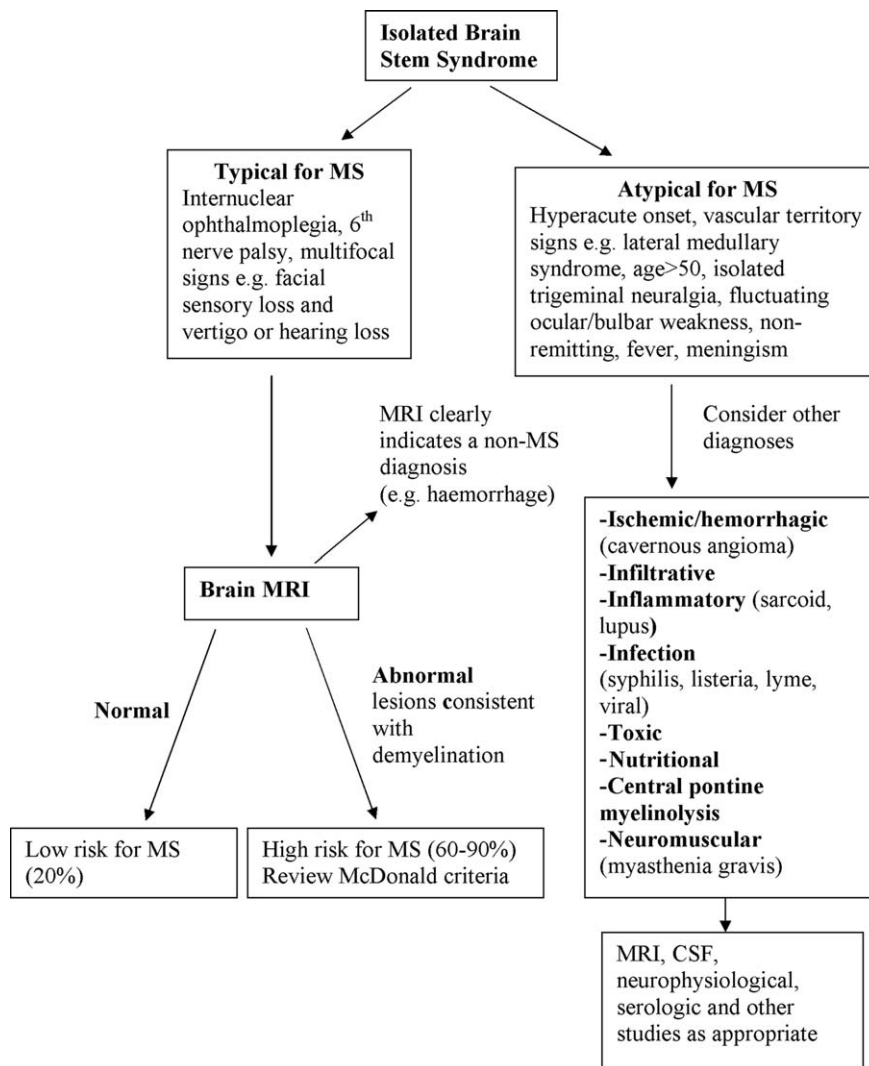 Isolated Brain
Stem Syndrome
Typical for MS
Internuclear
ophthalmoplegia, 6th
nerve palsy, multifocal
signs e.g. facial
sensory loss and
vertigo or hearing loss
Atypical for MS
Hyperacute onset, vascular territory
signs e.g. lateral medullary
syndrome, age>50, isolated
trigeminal neuralgia, fluctuating
ocular/bulbar weakness, non-
remitting, fever, meningism
MRI clearly
indicates a non-MS
diagnosis
(e.g. haemorrhage)
Consider other
diagnoses
Brain MRI
-Ischemic/hemorrhagic
(cavernous angioma)
-Infiltrative
-Inflammatory (sarcoid,
lupus)
-Infection
(syphilis, listeria, lyme,
viral)
-Toxic
-Nutritional
-Central pontine
myelinolysis
-Neuromuscular
(myasthenia gravis)
Normal
Abnormal
lesions consistent
with
demyelination
Low risk for MS
(20%)
High risk for MS (60-90%)
Review McDonald criteria
MRI, CSF,
neurophysiological,
serologic and other
studies as appropriate